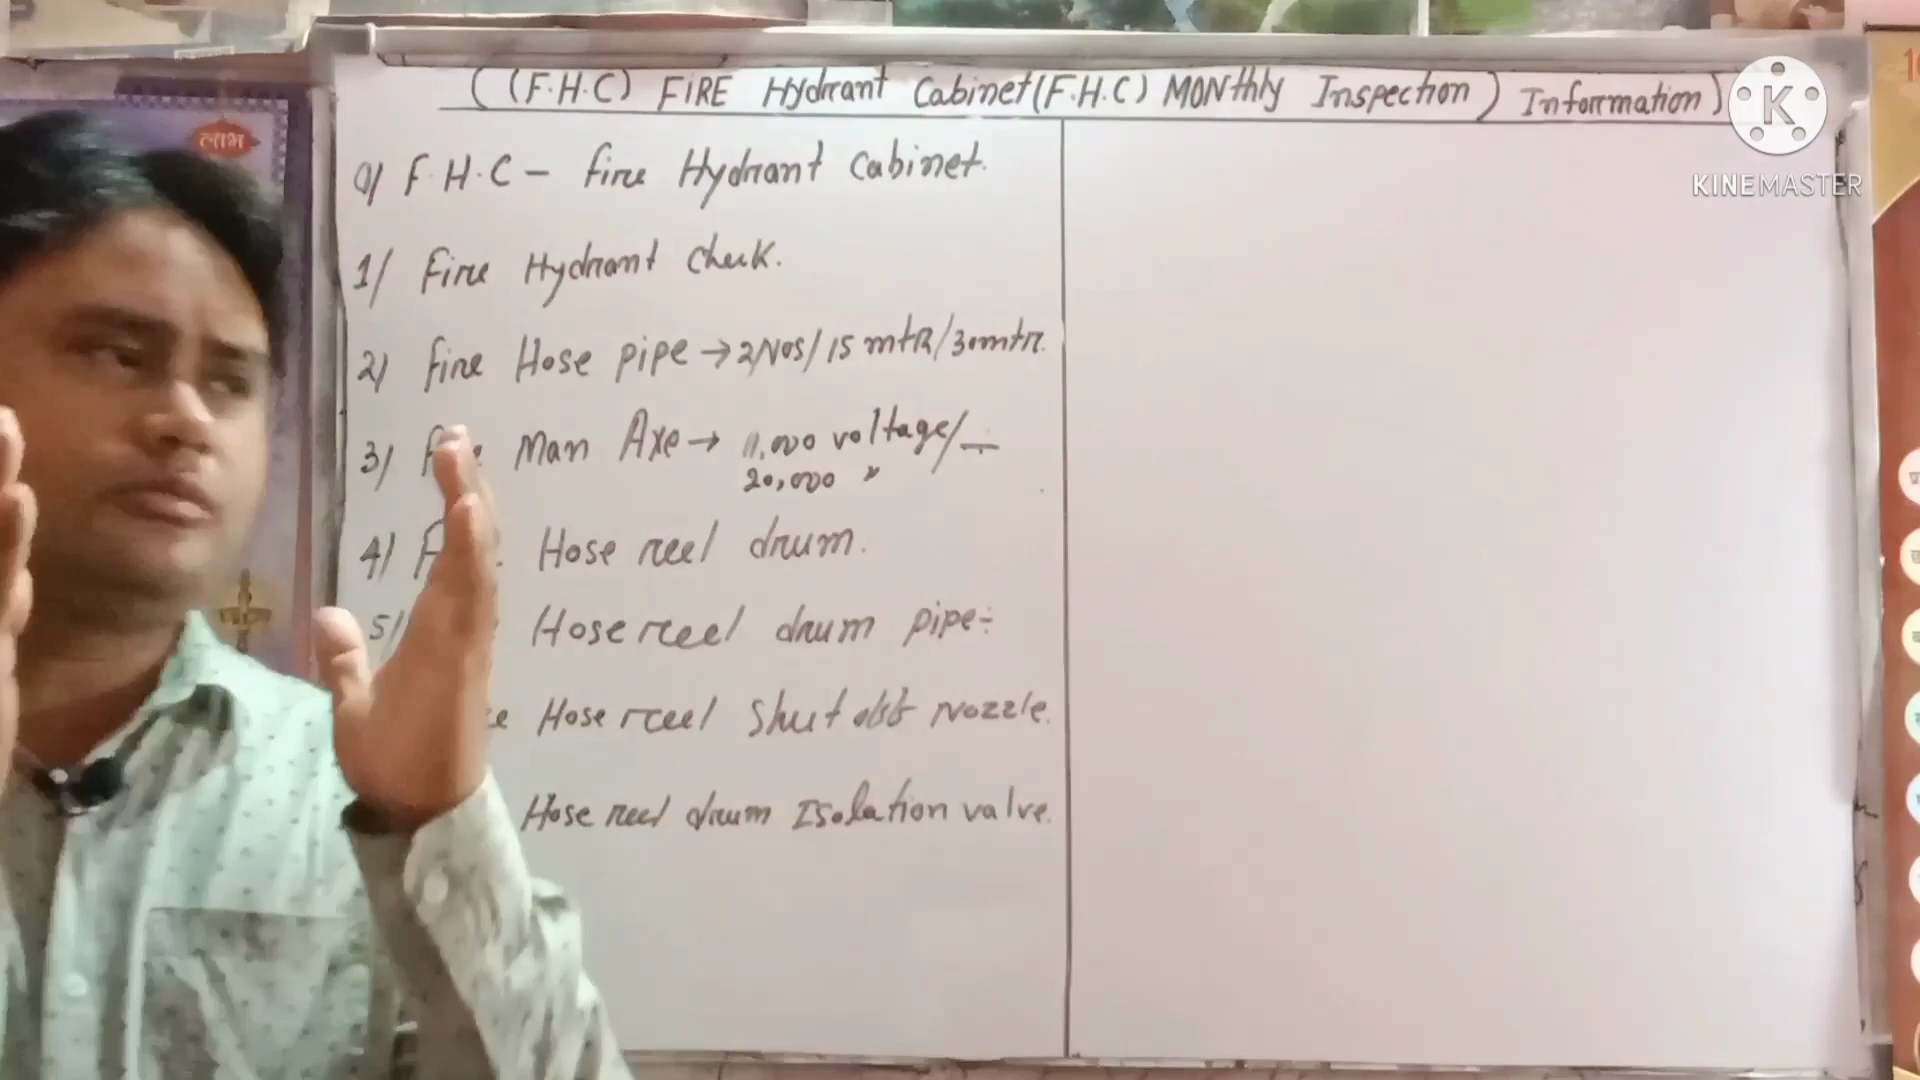 ((F.H.C) FIRE Hydrant Cabinet (F.H.C) MONthly Inspection) Information)
0/ F.H.C - fire Hydrant Cabinet.
1/ Fire Hydrant Check.
2/ Fire Hose pipe → 2Nos/15 mtR/30mtr.
3/ Man Axe → 11,000 voltage/
20,000 "
4/ Hose reel drum.
5/ Hose reel drum pipe÷
Hose reel Shut off Nozzle.
Hose reel drum Isolation valve.
K
KINEMASTER
लाभ